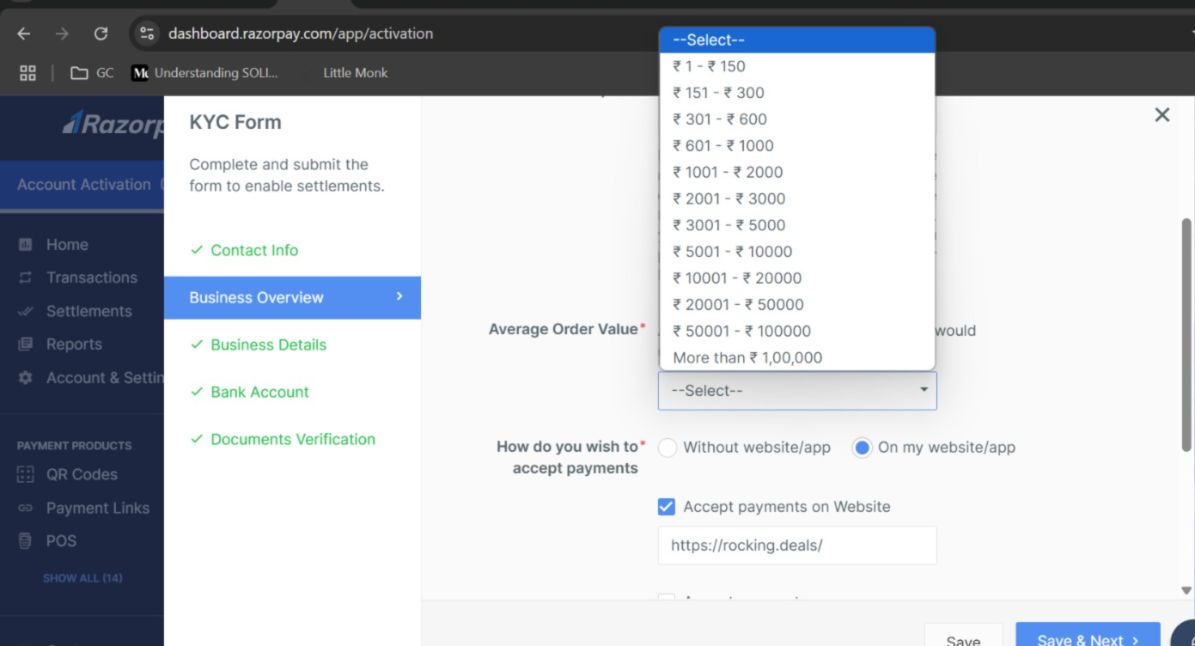 dashboard.razorpay.com/app/activation
GC
Understanding SOLI...
Little Monk
Razorp
Account Activation
Home
Transactions
Settlements
Reports
Account & Settin
PAYMENT PRODUCTS
QR Codes
Payment Links
POS
SHOW ALL (14)
KYC Form
Complete and submit the
form to enable settlements.
✓ Contact Info
Business Overview
✓ Business Details
✓ Bank Account
✓ Documents Verification
--Select--
₹ 1 - ₹ 150
₹ 151 - ₹ 300
₹ 301 - ₹ 600
₹ 601 - ₹ 1000
₹ 1001 - ₹ 2000
₹ 2001 - ₹ 3000
₹ 3001 - ₹ 5000
₹ 5001 - ₹ 10000
₹ 10001 - ₹ 20000
₹ 20001 - ₹ 50000
₹ 50001 - ₹ 100000
More than ₹ 1,00,000
Average Order Value*
would
--Select--
How do you wish to*
accept payments
Without website/app
On my website/app
Accept payments on Website
https://rocking.deals/
Save
Save & Next